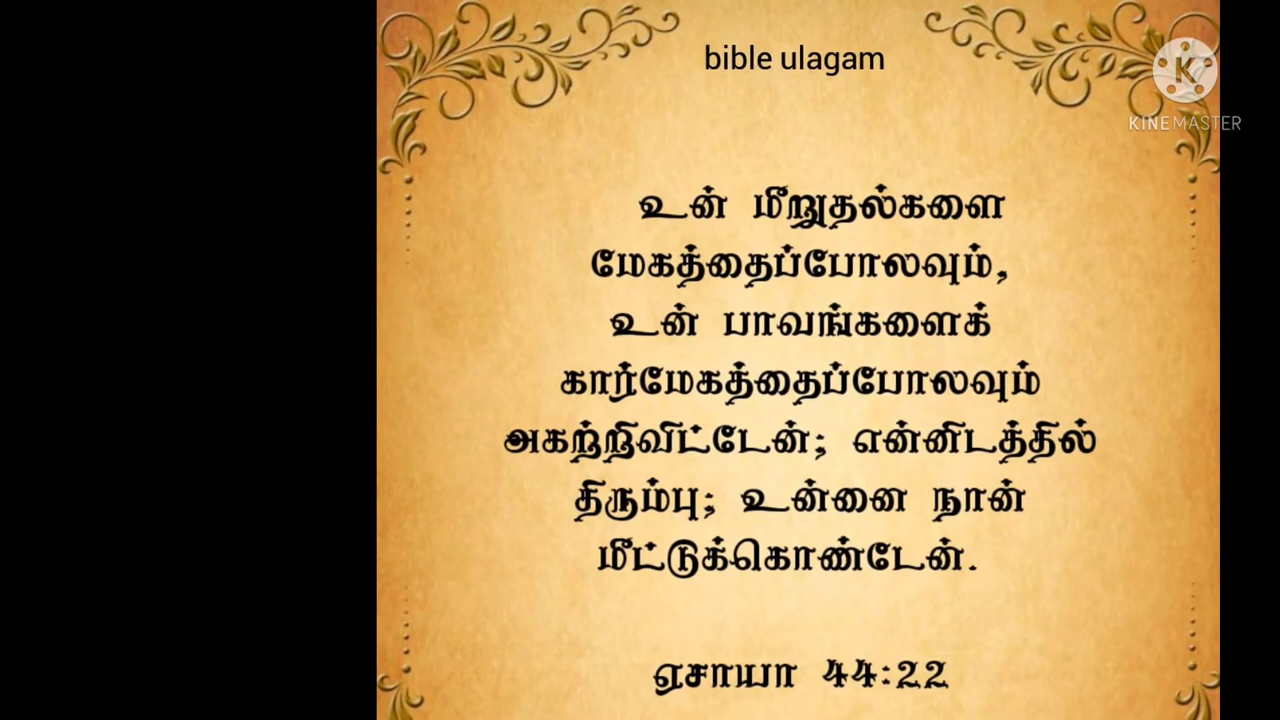 bible ulagam
KINEMASTER
உன் மீறுதல்களை
மேகத்தைப்போலவும்,
உன் பாவங்களைக்
கார்மேகத்தைப்போலவும்
அகற்றிவிட்டேன்; என்னிடத்தில்
திரும்பு; உன்னை நான்
மீட்டுக்கொண்டேன்.
ஏசாயா 44:22